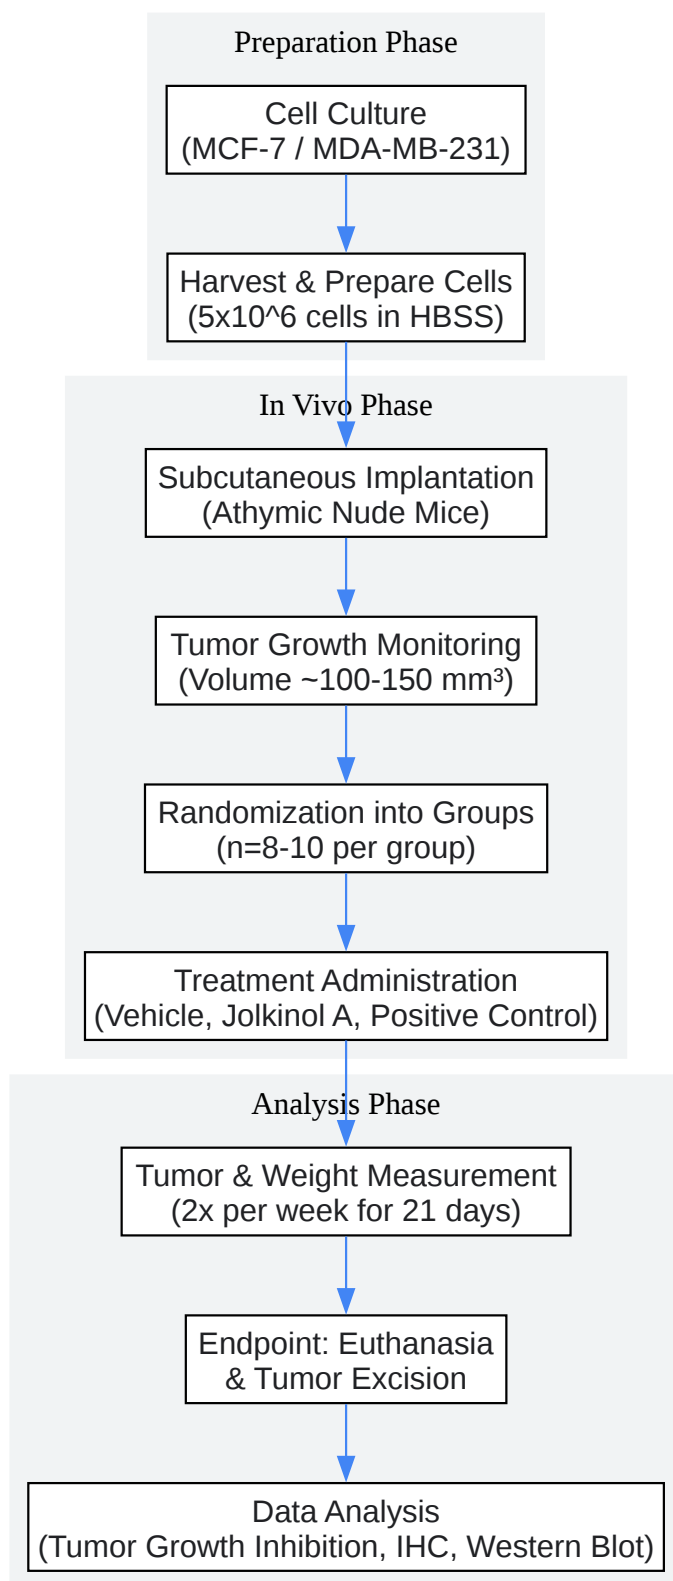 Preparation Phase
Cell Culture
(MCF-7 / MDA-MB-231)
Harvest & Prepare Cells
(5x10^6 cells in HBSS)
In Vivo Phase
Subcutaneous Implantation
(Athymic Nude Mice)
Tumor Growth Monitoring
(Volume ~100-150 mm³)
Randomization into Groups
(n=8-10 per group)
Treatment Administration
(Vehicle, Jolkinol A, Positive Control)
Analysis Phase
Tumor & Weight Measurement
(2x per week for 21 days)
Endpoint: Euthanasia
& Tumor Excision
Data Analysis
(Tumor Growth Inhibition, IHC, Western Blot)